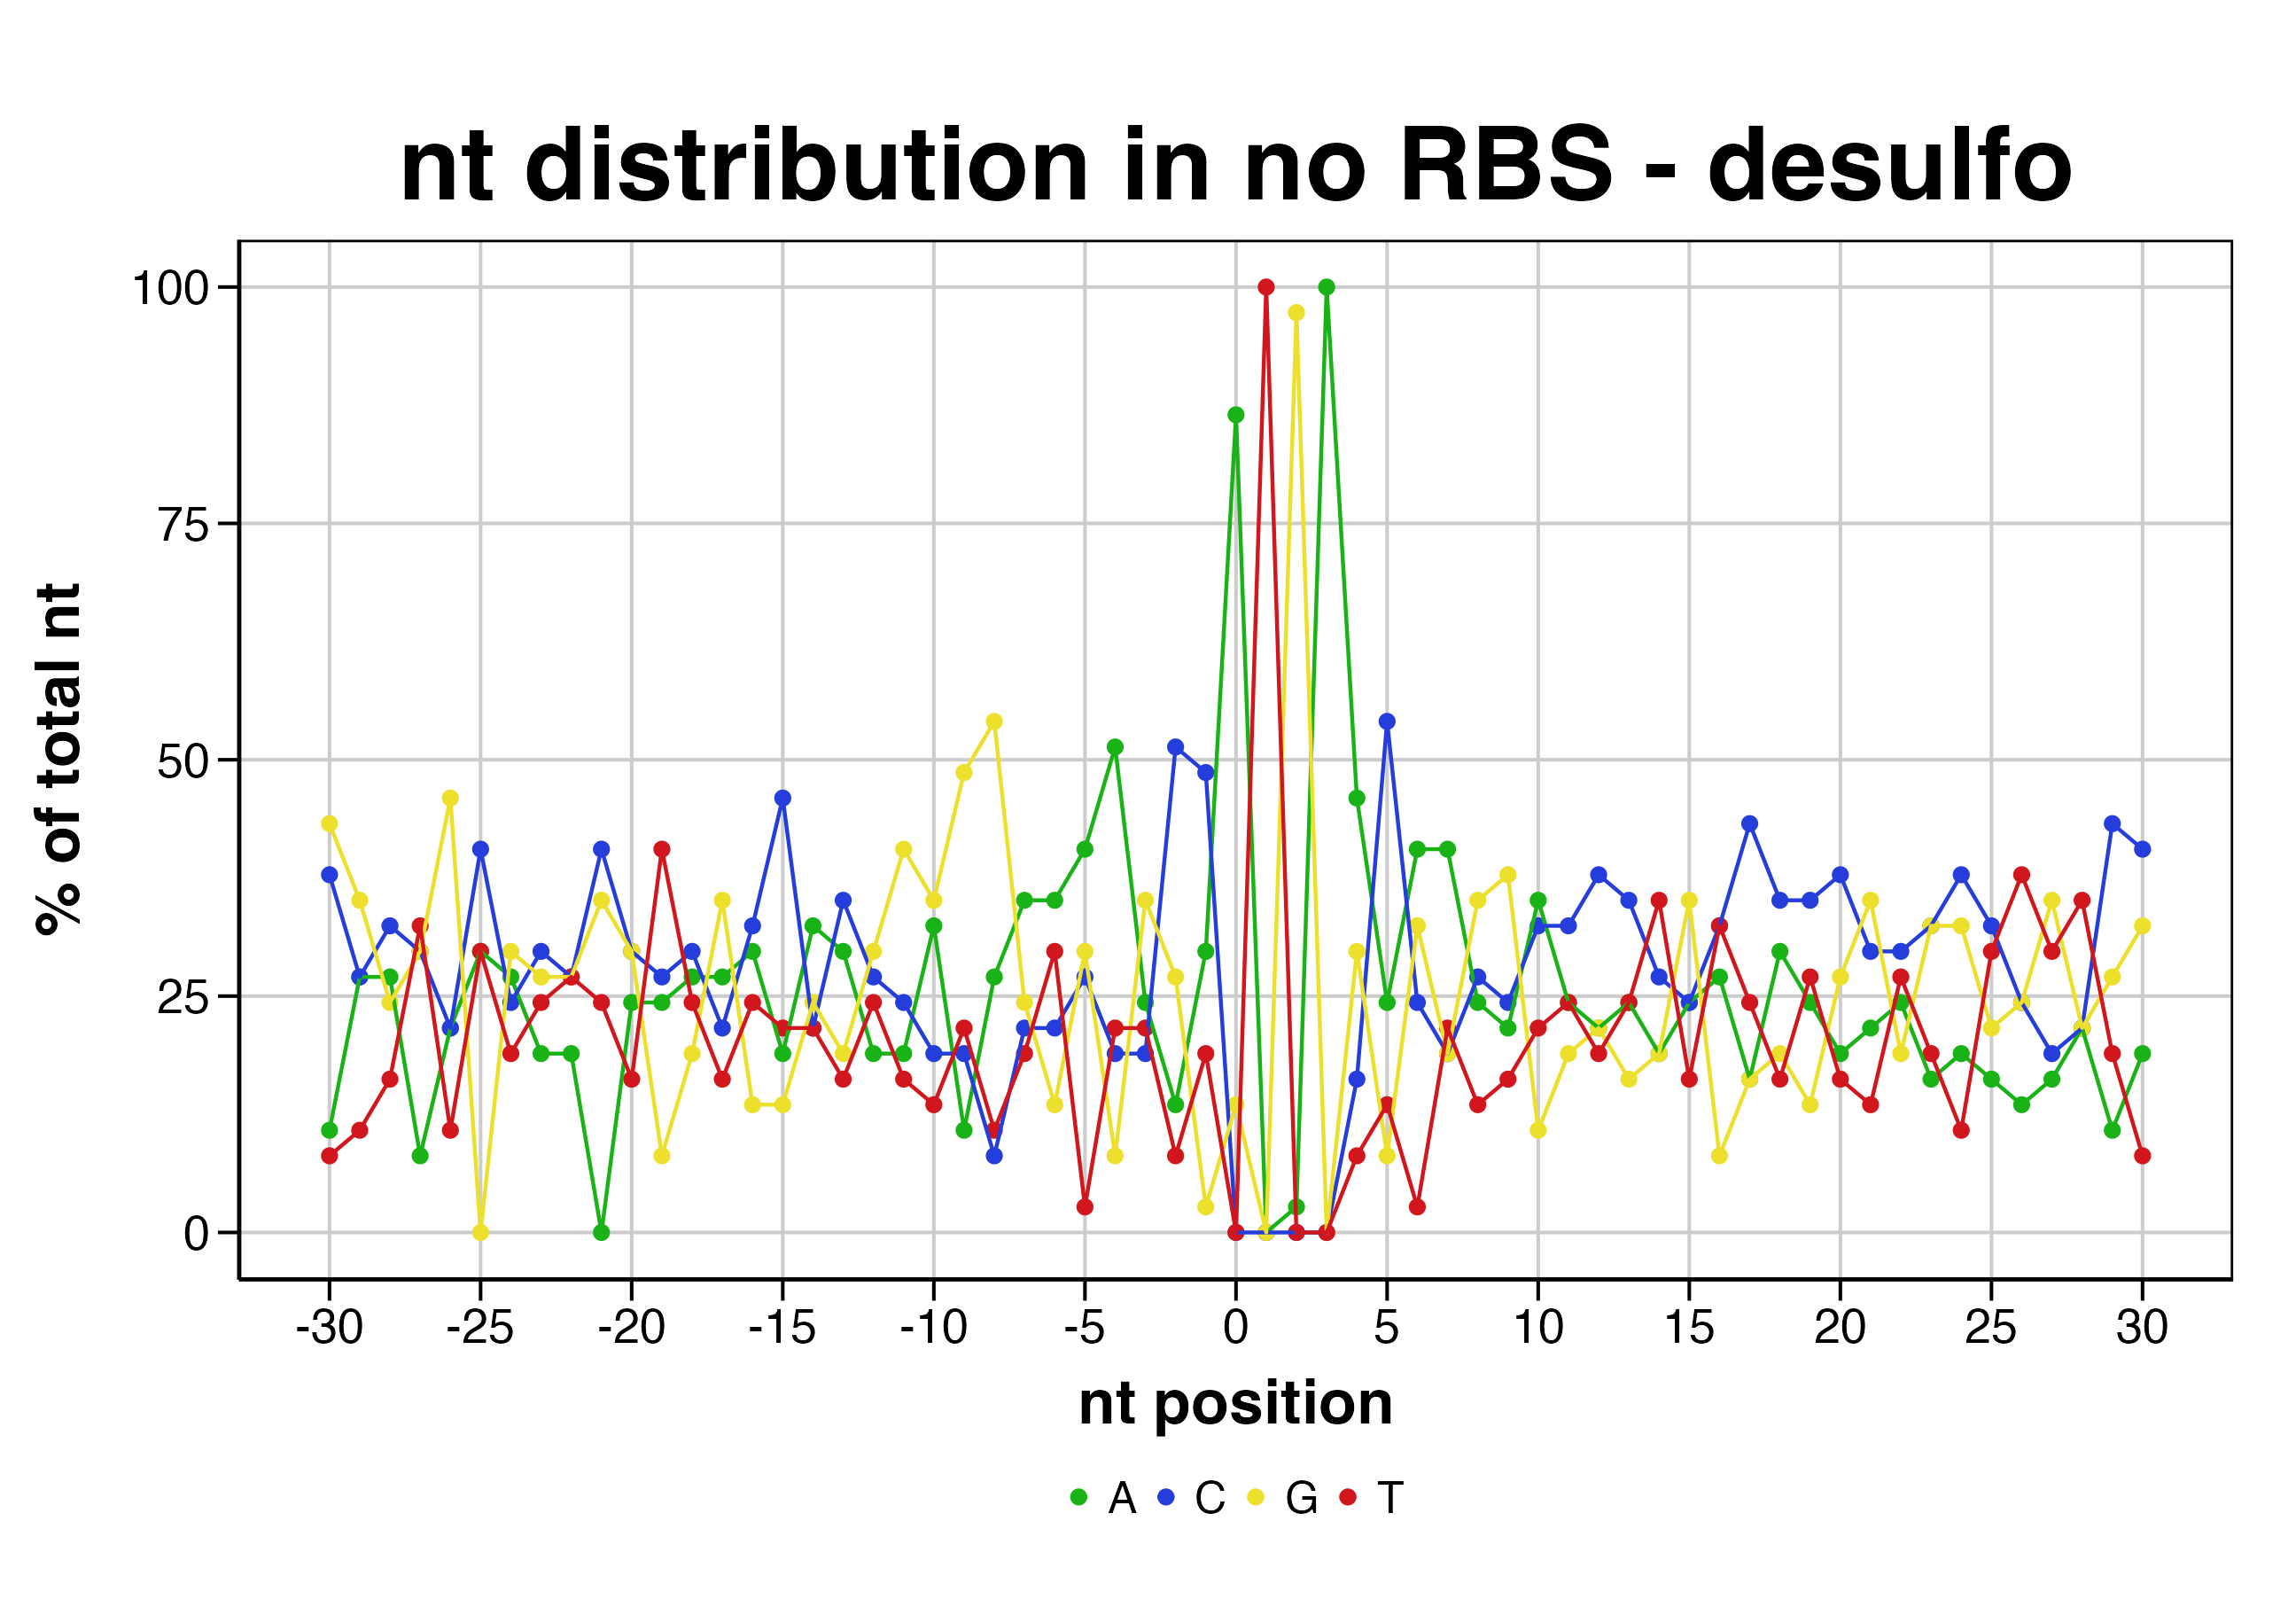 nt distribution in no RBS - desulfo
% of total nt
100
75
50
25
0
-30 -25 -20 -15 -10 -5 0 5 10 15 20 25 30
nt position
A C G T